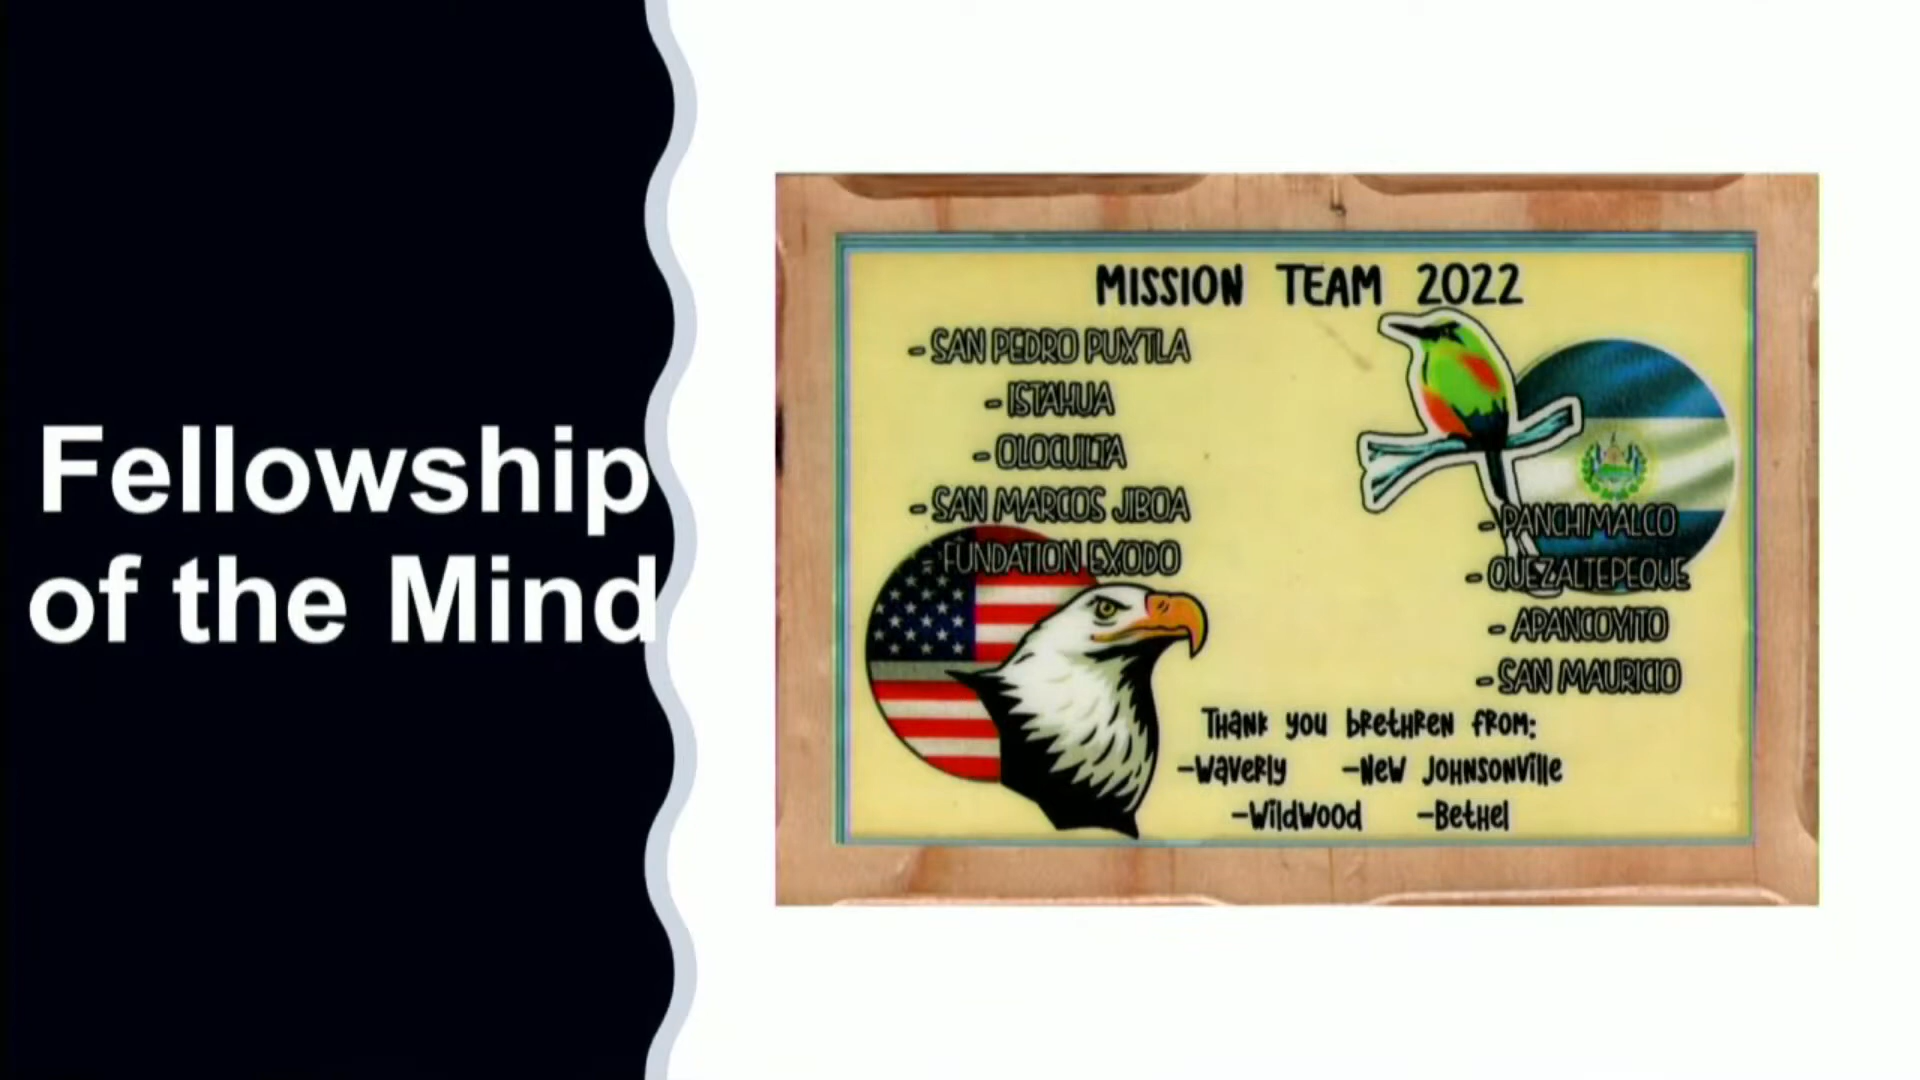 Fellowship
of the Mind
MISSION TEAM 2022
- SAN PEDRO PUXTLA
- ISTAHUA
- OLOCUILTA
- SAN MARCOS JIBOA
- FUNDATION EXODO
- PANCHIMALCO
- QUEZALTEPEQUE
- APANCOYITO
- SAN MAURICIO
Thank you brethren from:
-Waverly -New Johnsonville
-Wildwood -Bethel